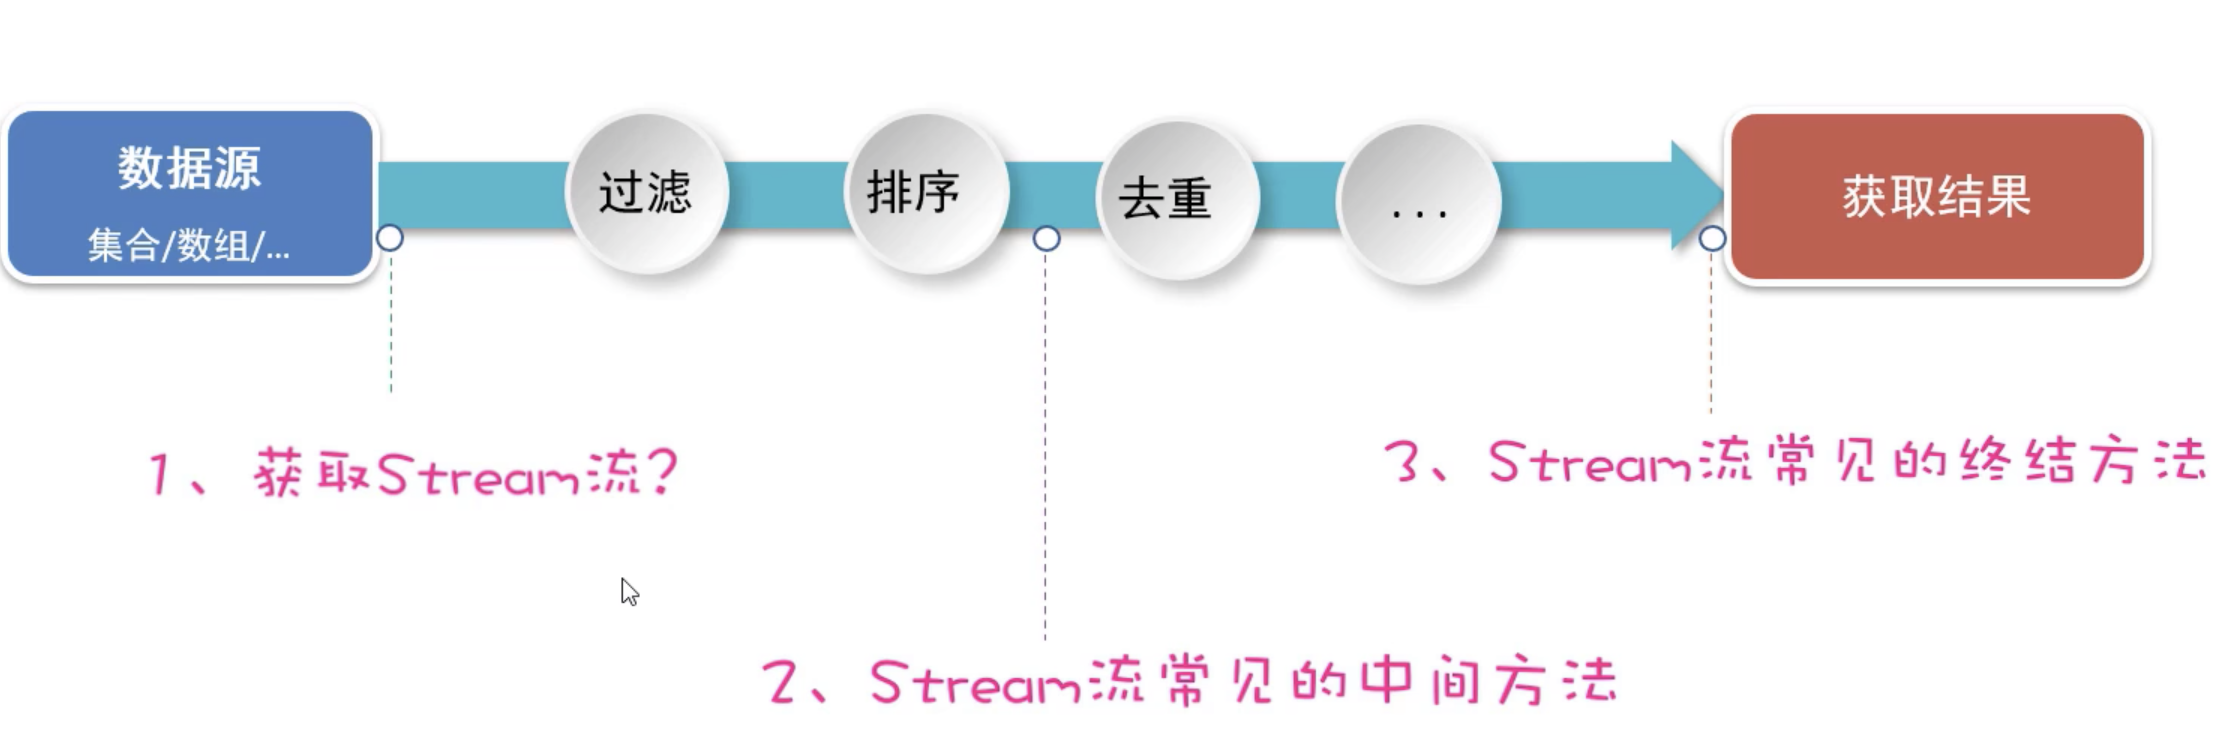 数据源
集合/数组/...
过滤
排序
去重
...
获取结果
1、获取Stream流？
3、Stream流常见的终结方法
2、Stream流常见的中间方法